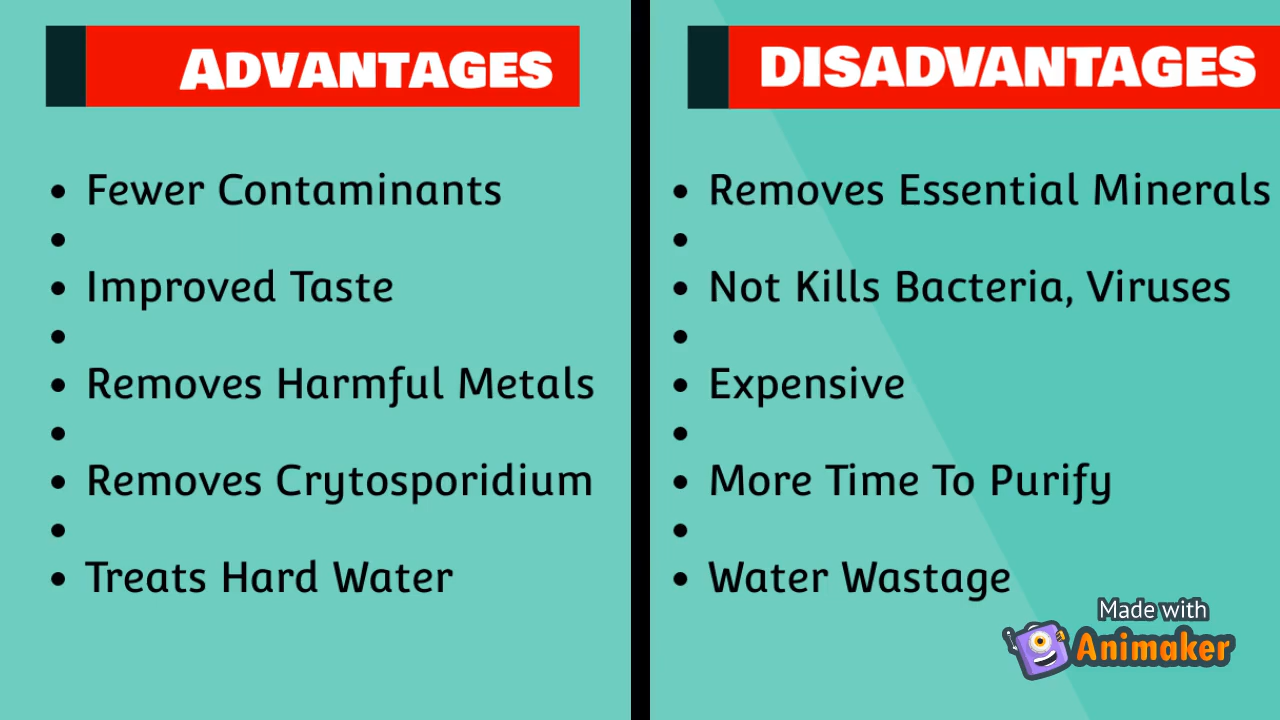 ADVANTAGES
• Fewer Contaminants
•
• Improved Taste
•
• Removes Harmful Metals
•
• Removes Crytosporidium
•
• Treats Hard Water
DISADVANTAGES
• Removes Essential Minerals
•
• Not Kills Bacteria, Viruses
•
• Expensive
•
• More Time To Purify
•
• Water Wastage
Made with
Animaker